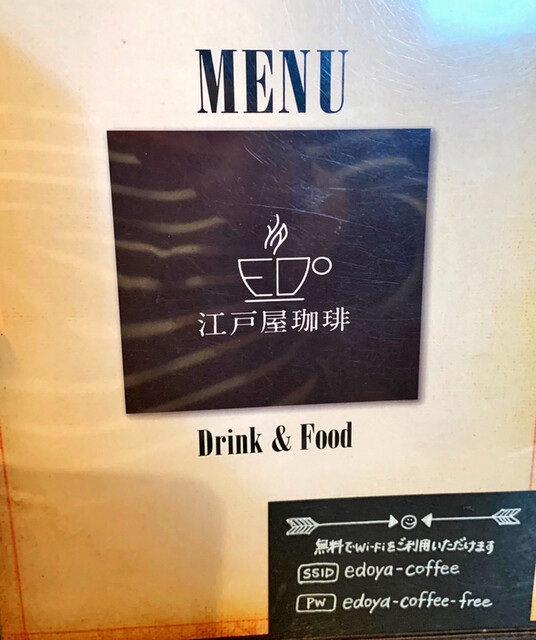 MENU
EDO
江戸屋珈琲
Drink & Food
無料でWi-Fiをご利用いただけます
SSID edoya-coffee
PW edoya-coffee-free